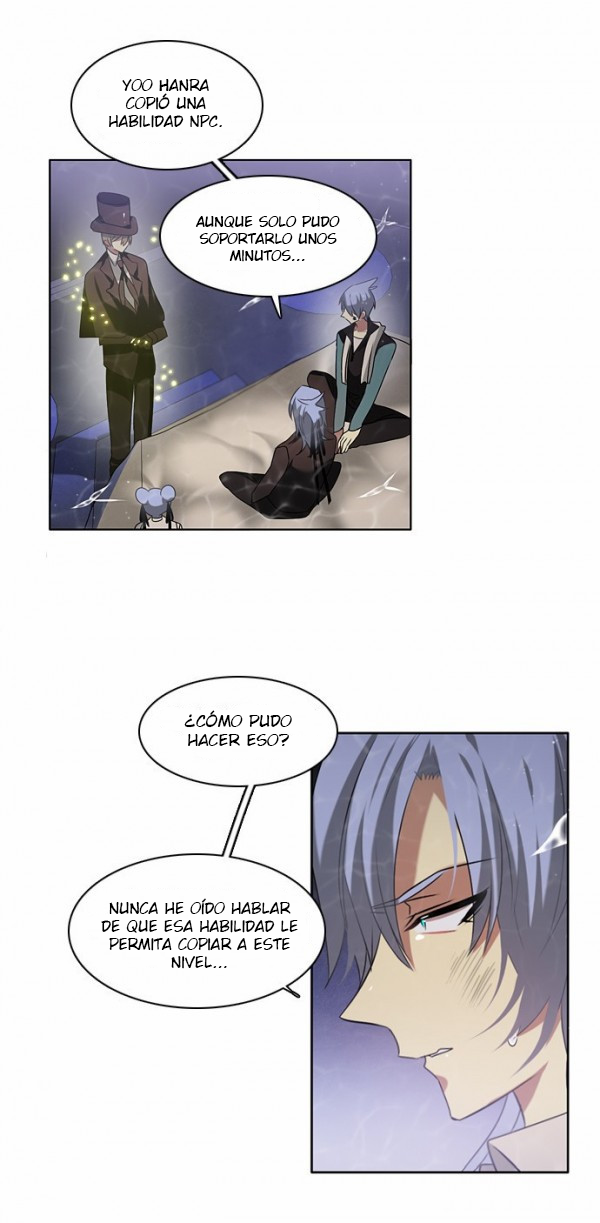 YOO HANRA
COPIÓ UNA
HABILIDAD NPC.
AUNQUE SOLO PUDO
SOPORTARLO UNOS
MINUTOS...
¿CÓMO PUDO
HACER ESO?
NUNCA HE OÍDO HABLAR
DE QUE ESA HABILIDAD LE
PERMITA COPIAR A ESTE
NIVEL...